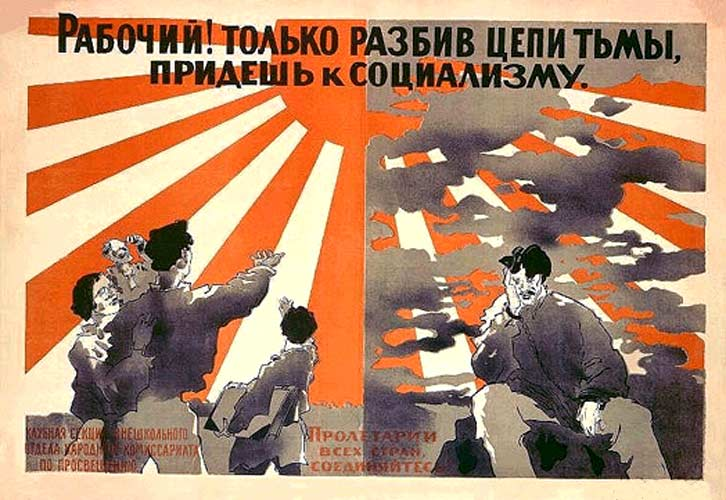 Рабочий! только разбив цепи тьмы,
придешь к социализму.
Клубная секция внешкольного
отдела народного комиссариата
по просвещению.
Пролетарии
всех стран,
соединяйтесь